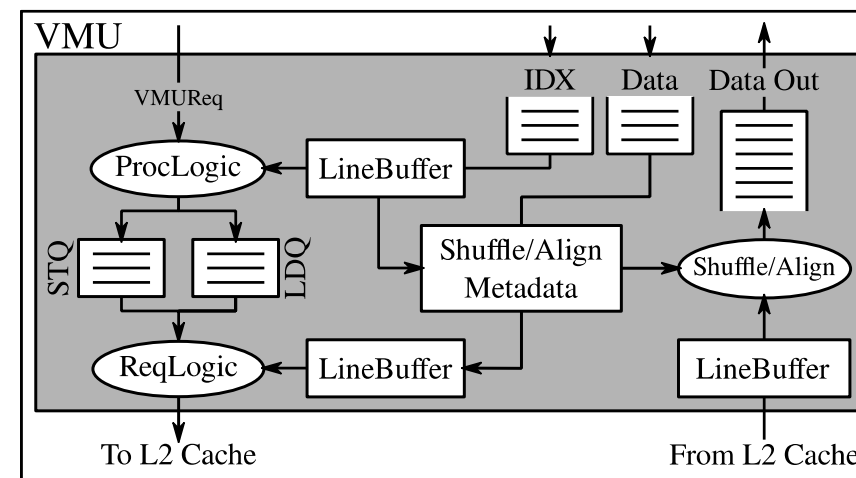 VMU
IDX
Data
Data Out
VMUReq
ProcLogic
LineBuffer
STQ
LDQ
Shuffle/Align
Metadata
Shuffle/Align
ReqLogic
LineBuffer
LineBuffer
To L2 Cache
From L2 Cache